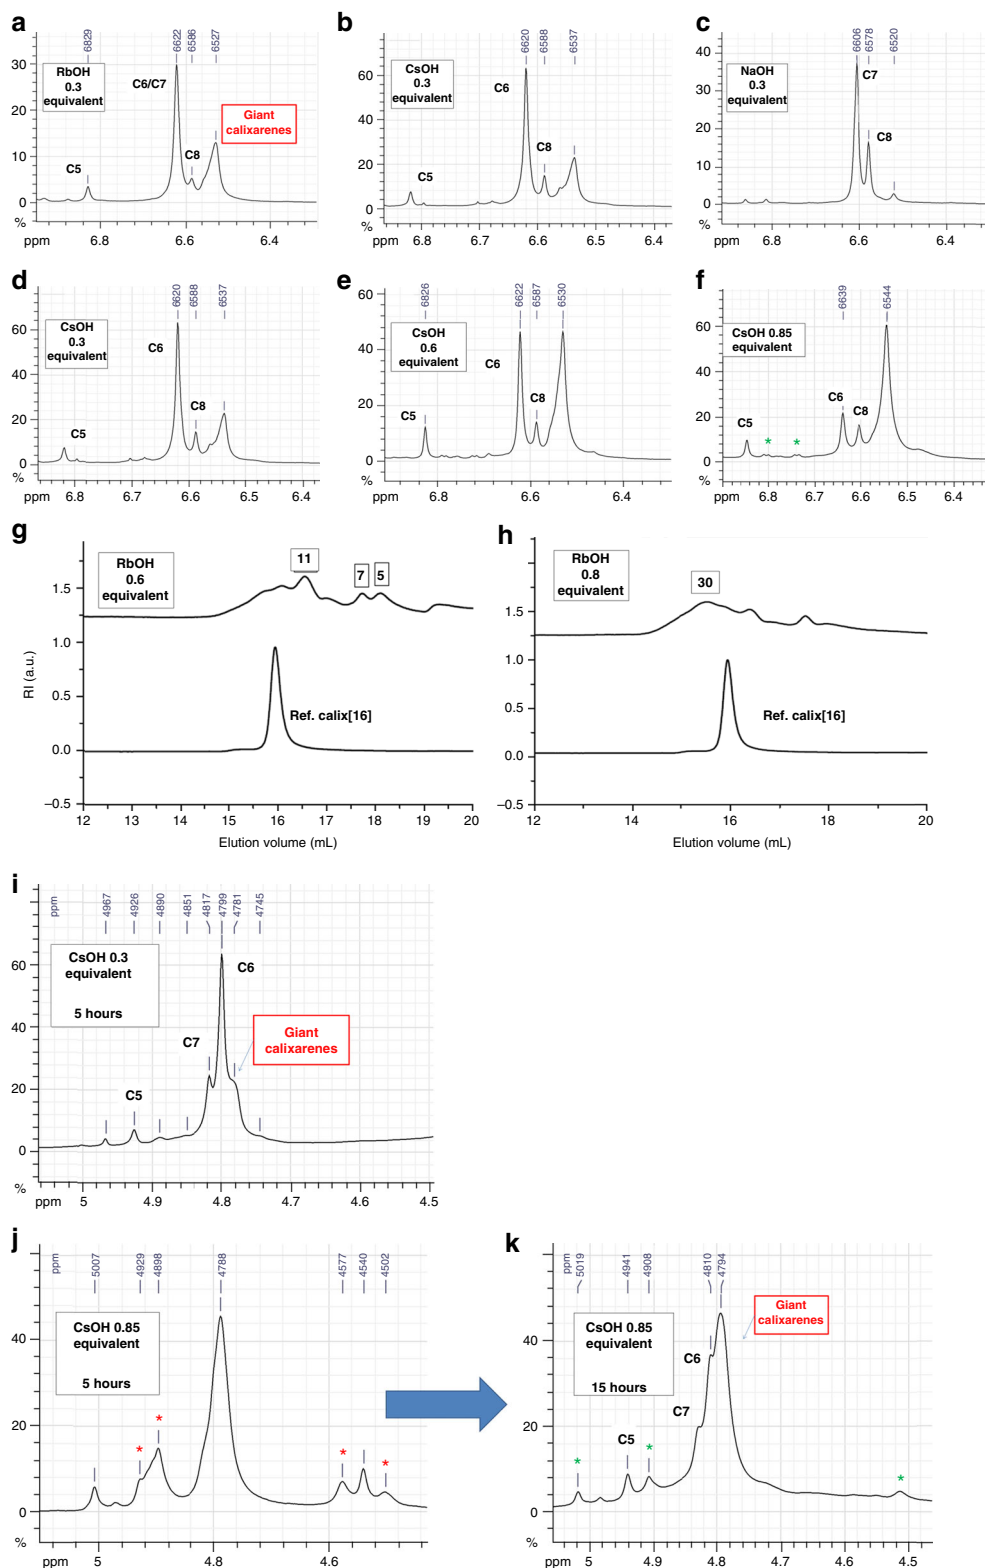 a
6829
6622
6586
6527
30
20
10
0
%
RbOH
0.3
equivalent
C6/C7
Giant
calixarenes
C5
C8
ppm
6.8
6.6
6.4
b
6620
6588
6537
60
40
20
0
%
CsOH
0.3
equivalent
C6
C8
C5
ppm
6.8
6.7
6.6
6.5
6.4
c
6606
6578
6520
40
30
20
10
0
%
NaOH
0.3
equivalent
C7
C8
ppm
6.6
6.4
d
6620
6588
6537
60
40
20
0
%
CsOH
0.3
equivalent
C6
C8
C5
ppm
6.8
6.6
e
6826
6622
6587
6530
60
40
20
0
%
CsOH
0.6
equivalent
C6
C8
C5
ppm
6.8
6.6
6.4
f
6639
6544
60
40
20
0
%
CsOH 0.85
equivalent
C6
C8
C5
* *
ppm
6.8
6.7
6.6
6.5
6.4
g
RbOH
0.6
equivalent
11
7
5
1.5
1.0
0.5
0.0
–0.5
RI (a.u.)
Ref. calix[16]
12 13 14 15 16 17 18 19 20
Elution volume (mL)
h
RbOH
0.8
equivalent
30
1.5
1.0
0.5
0.0
–0.5
Ref. calix[16]
12 14 16 18 20
Elution volume (mL)
i
ppm
4967
4926
4890
4851
4817
4799
4781
4745
CsOH 0.3
equivalent
5 hours
60
40
20
0
%
C6
Giant
calixarenes
C7
C5
ppm
5 4.9 4.8 4.7 4.6 4.5
j
ppm
5007
4929
4898
4788
4577
4540
4502
CsOH 0.85
equivalent
5 hours
40
20
0
%
* * * *
ppm
5 4.8 4.6
k
ppm
5019
4941
4908
4810
4794
CsOH 0.85
equivalent
15 hours
Giant
calixarenes
40
20
0
%
C6
C7
C5
* * *
ppm
5 4.9 4.8 4.7 4.6 4.5